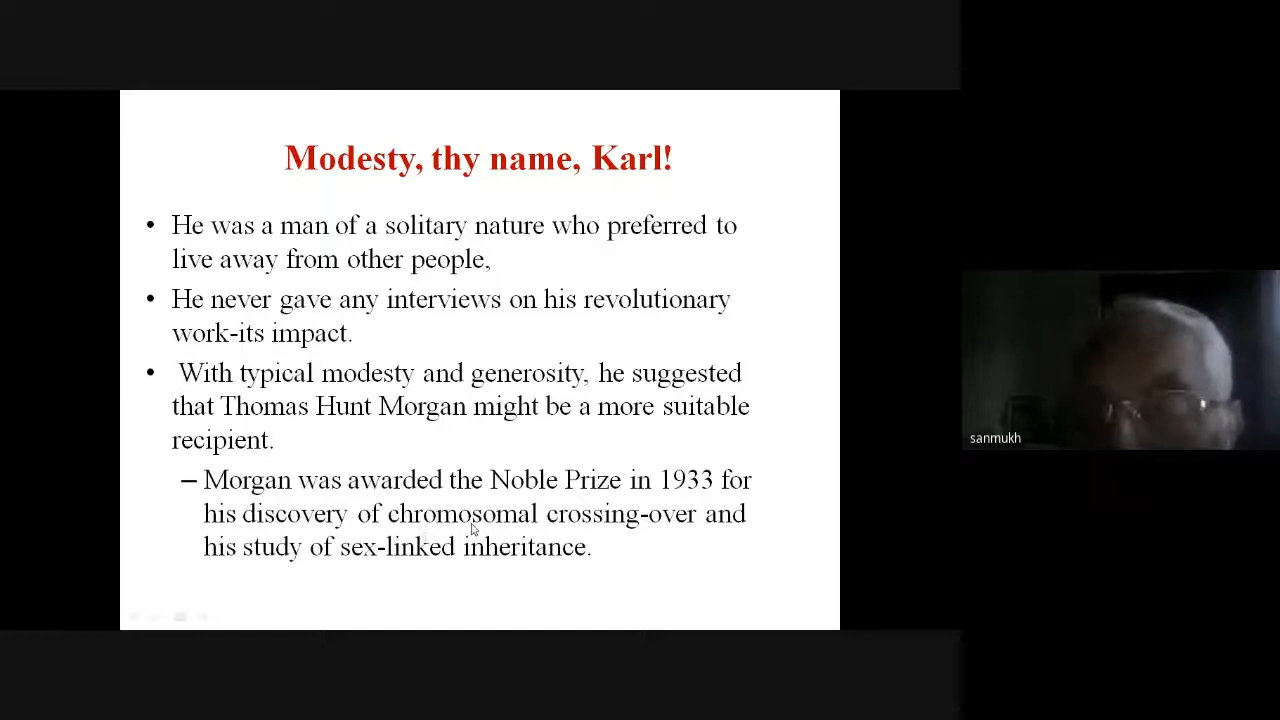 Modesty, thy name, Karl!
• He was a man of a solitary nature who preferred to
live away from other people,
• He never gave any interviews on his revolutionary
work-its impact.
• With typical modesty and generosity, he suggested
that Thomas Hunt Morgan might be a more suitable
recipient.
– Morgan was awarded the Noble Prize in 1933 for
his discovery of chromosomal crossing-over and
his study of sex-linked inheritance.
sanmukh